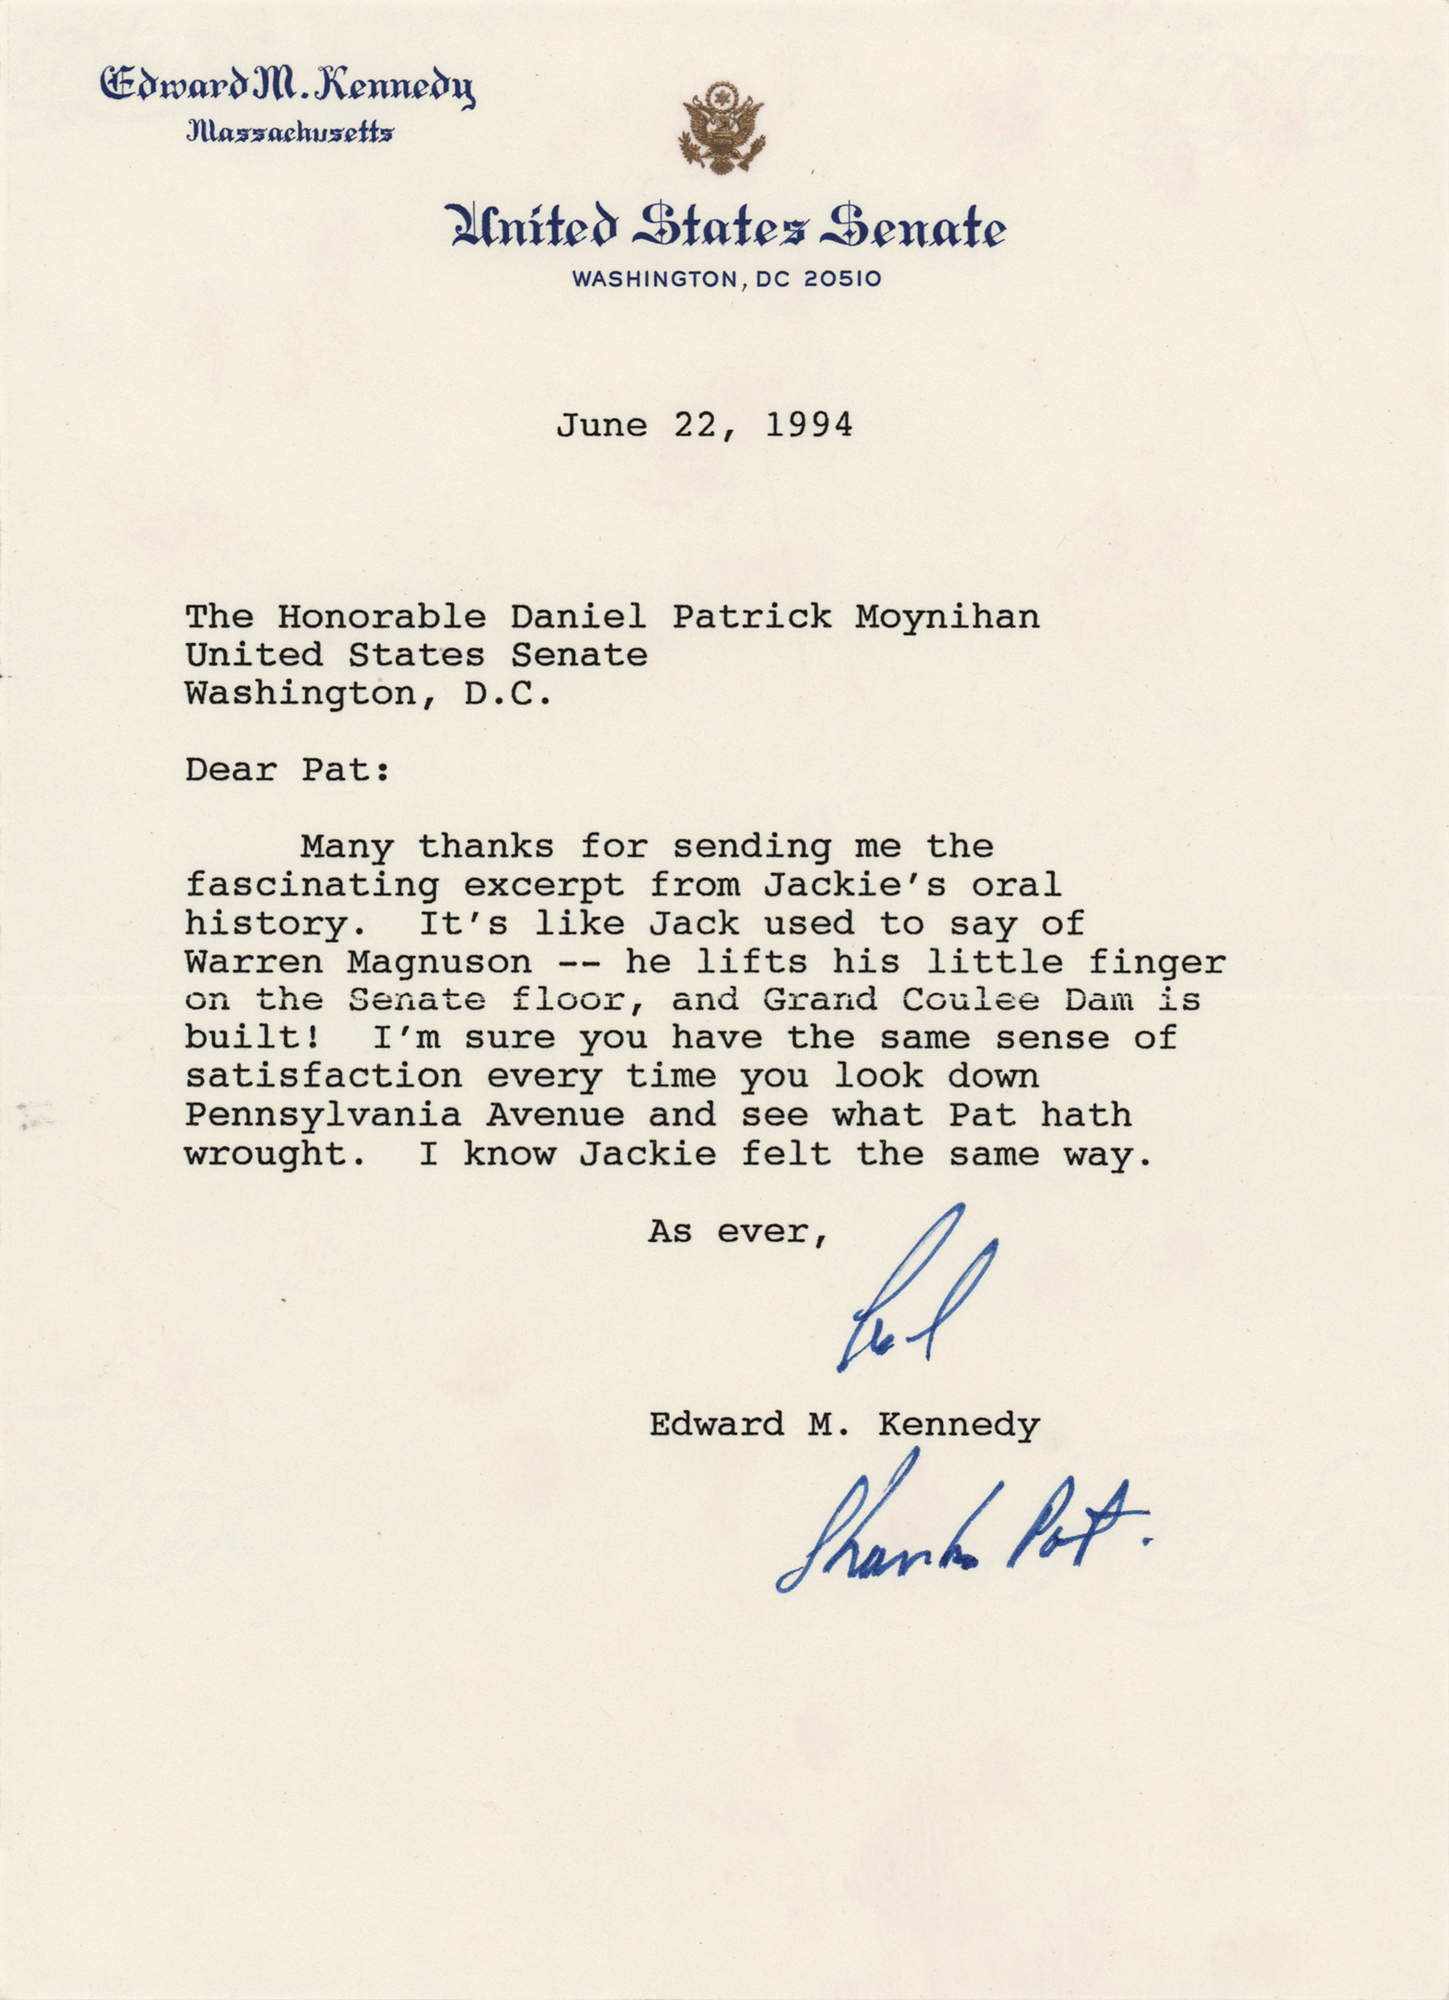 Edward M. Kennedy
Massachusetts
United States Senate
WASHINGTON, DC 20510
June 22, 1994
The Honorable Daniel Patrick Moynihan
United States Senate
Washington, D.C.
Dear Pat:
Many thanks for sending me the
fascinating excerpt from Jackie's oral
history. It's like Jack used to say of
Warren Magnuson -- he lifts his little finger
on the Senate floor, and Grand Coulee Dam is
built! I'm sure you have the same sense of
satisfaction every time you look down
Pennsylvania Avenue and see what Pat hath
wrought. I know Jackie felt the same way.
As ever,
Ted
Edward M. Kennedy
Thanks Pat.